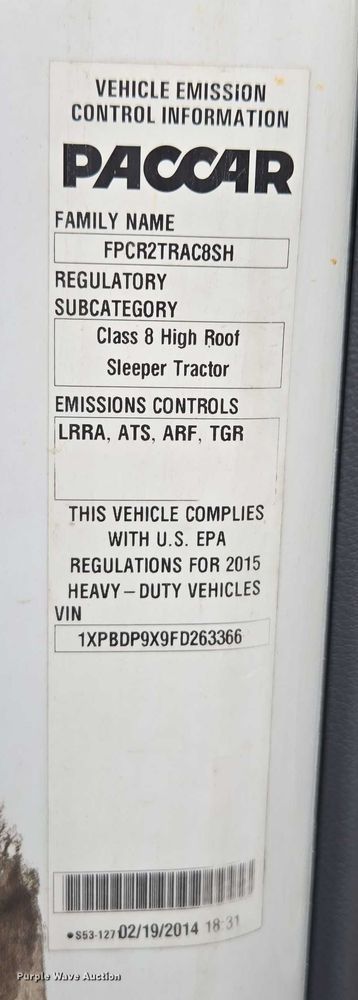 VEHICLE EMISSION
CONTROL INFORMATION
PACCAR
FAMILY NAME
FPCR2TRAC8SH
REGULATORY
SUBCATEGORY
Class 8 High Roof
Sleeper Tractor
EMISSIONS CONTROLS
LRRA, ATS, ARF, TGR
THIS VEHICLE COMPLIES
WITH U.S. EPA
REGULATIONS FOR 2015
HEAVY – DUTY VEHICLES
VIN
1XPBDP9X9FD263366
• S53-127 02/19/2014 18:31
Purple Wave Auction